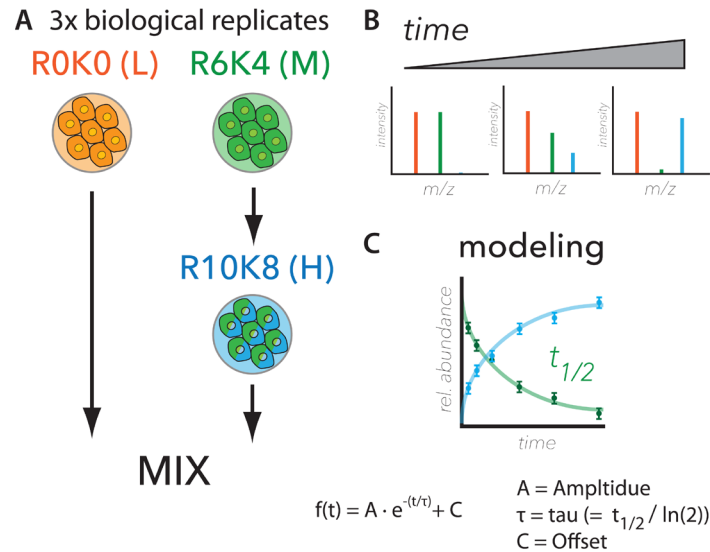 A 3x biological replicates
R0K0 (L) R6K4 (M)
R10K8 (H)
MIX
B
time
intensity
m/z
intensity
m/z
intensity
m/z
C modeling
rel. abundance
t1/2
time
f(t) = A · e-(t/τ) + C
A = Ampltidue
τ = tau (= t1/2 / ln(2))
C = Offset